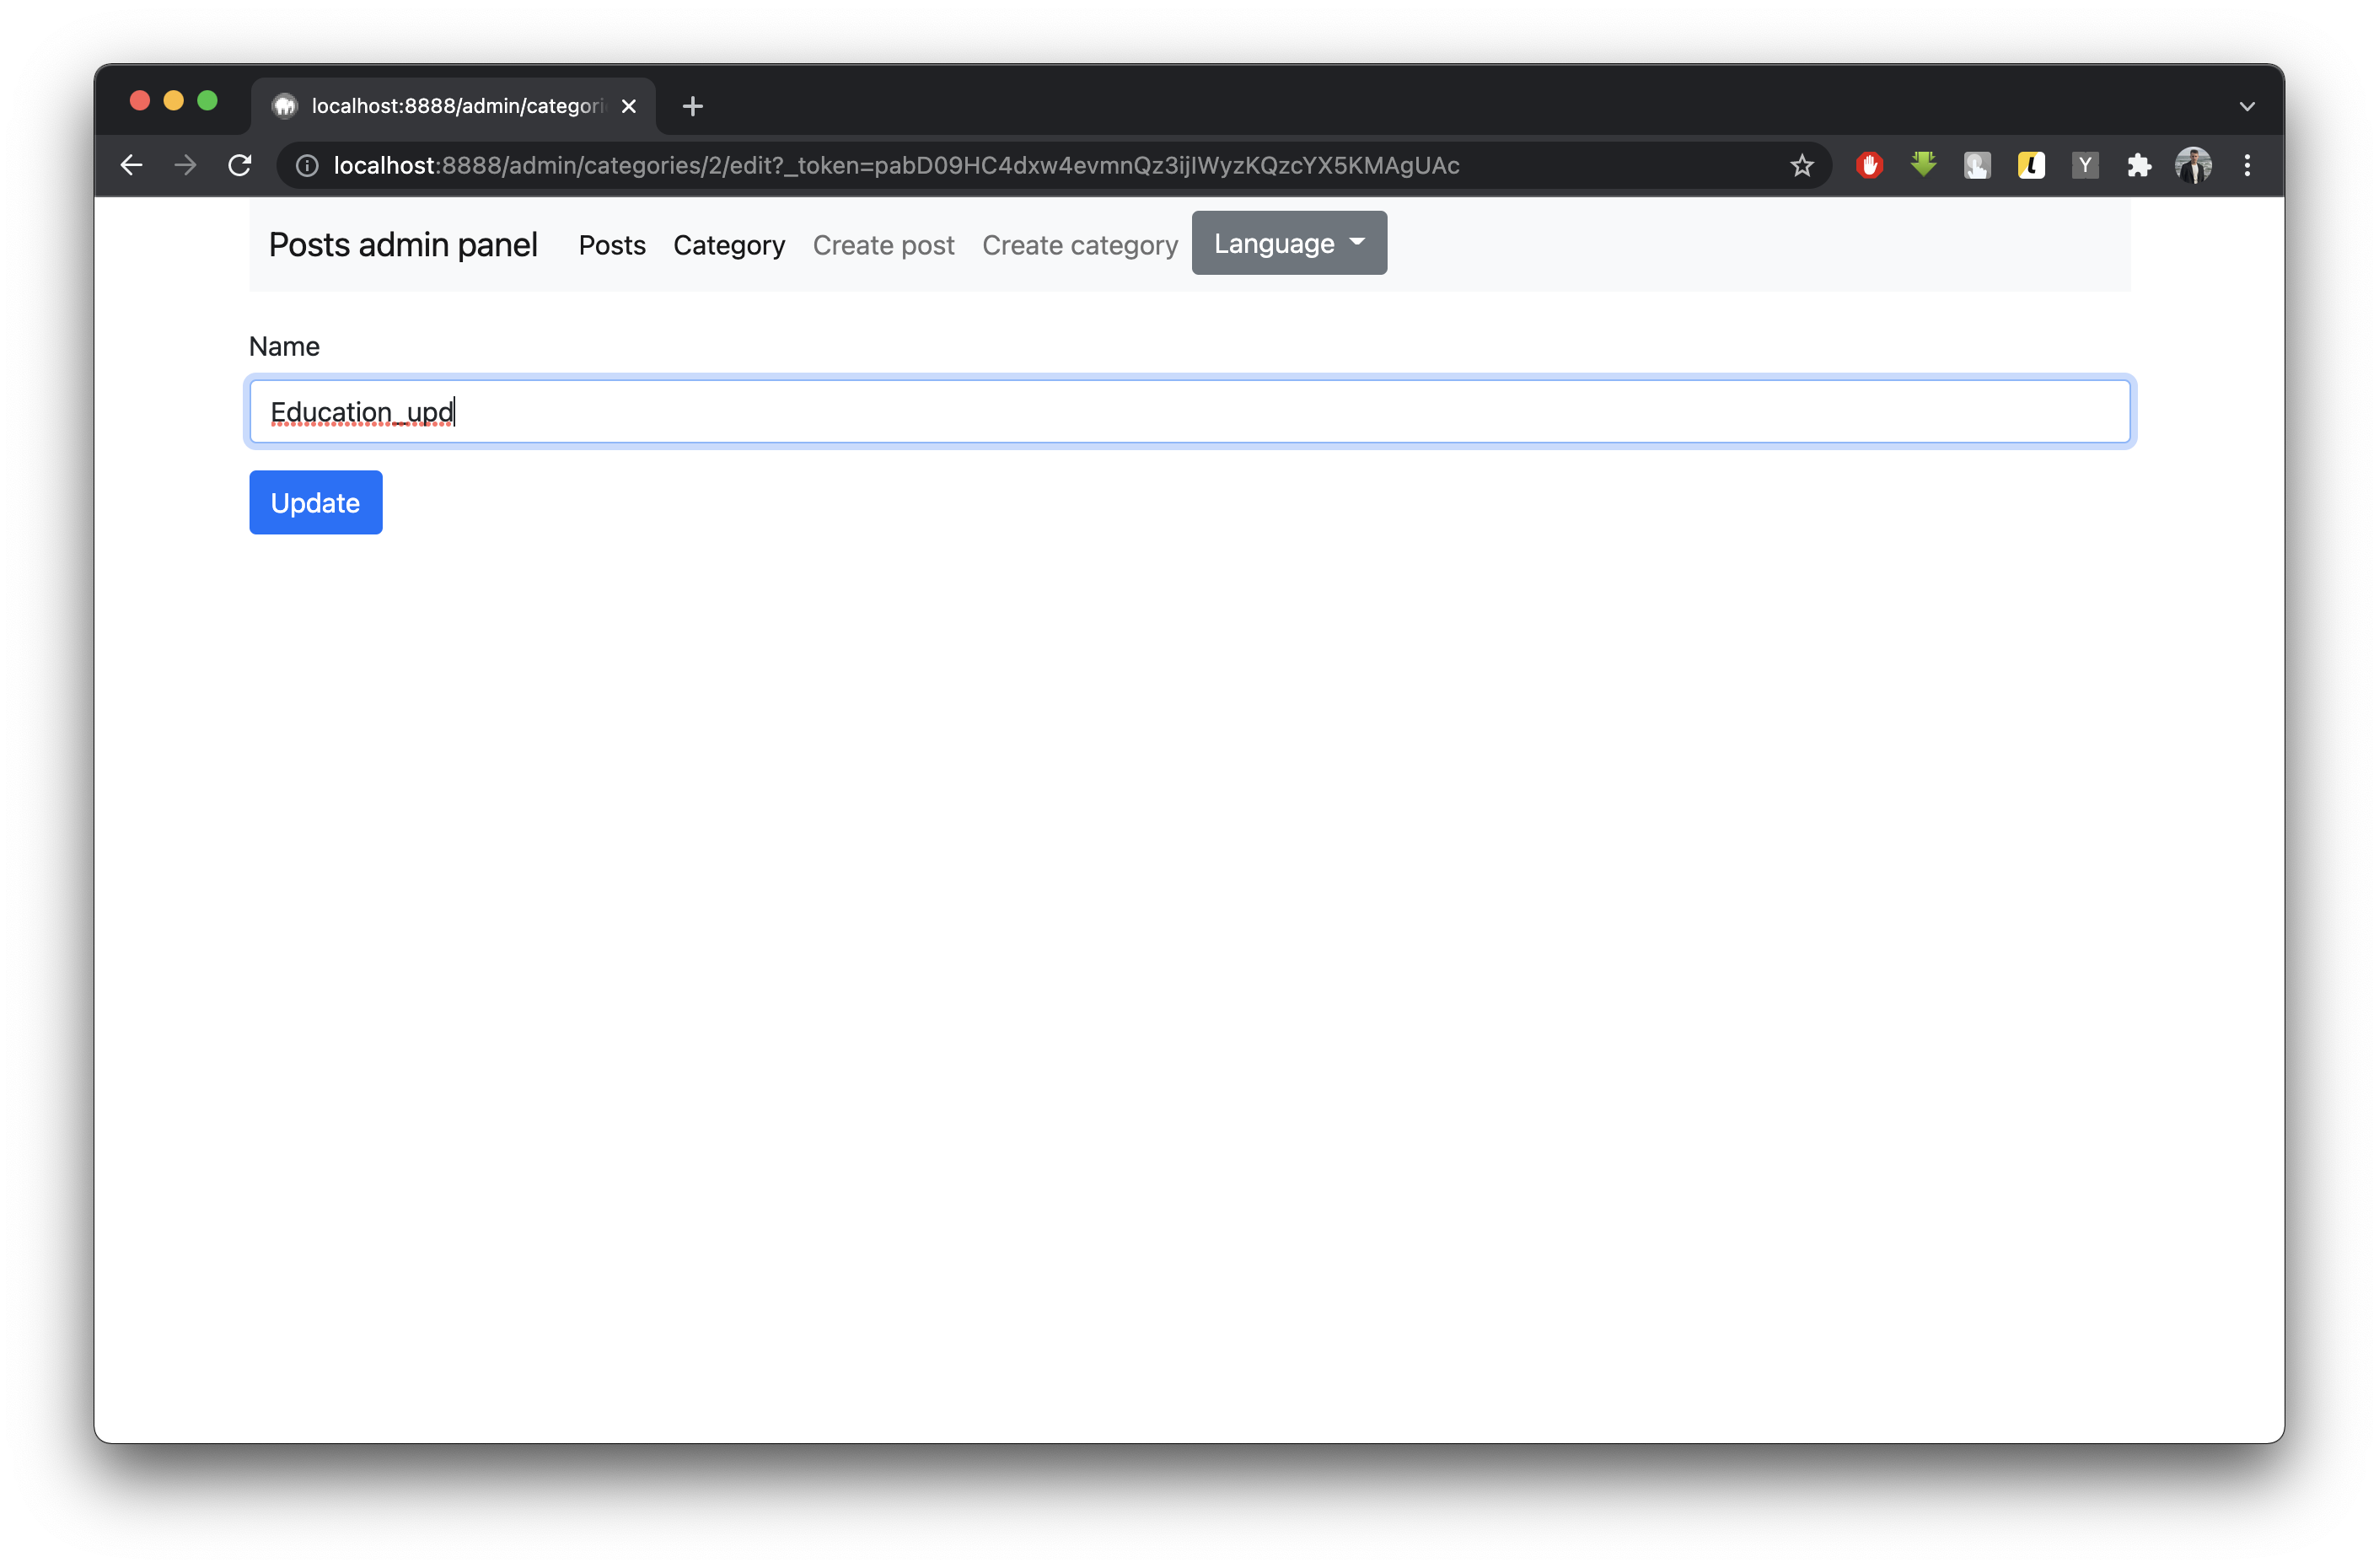 localhost:8888/admin/categori
localhost:8888/admin/categories/2/edit?_token=pabD09HC4dxw4evmnQz3ijIWyzKQzcYX5KMAgUAc
Y
Posts admin panel Posts Category Create post Create category Language
Name
Education_upd
Update